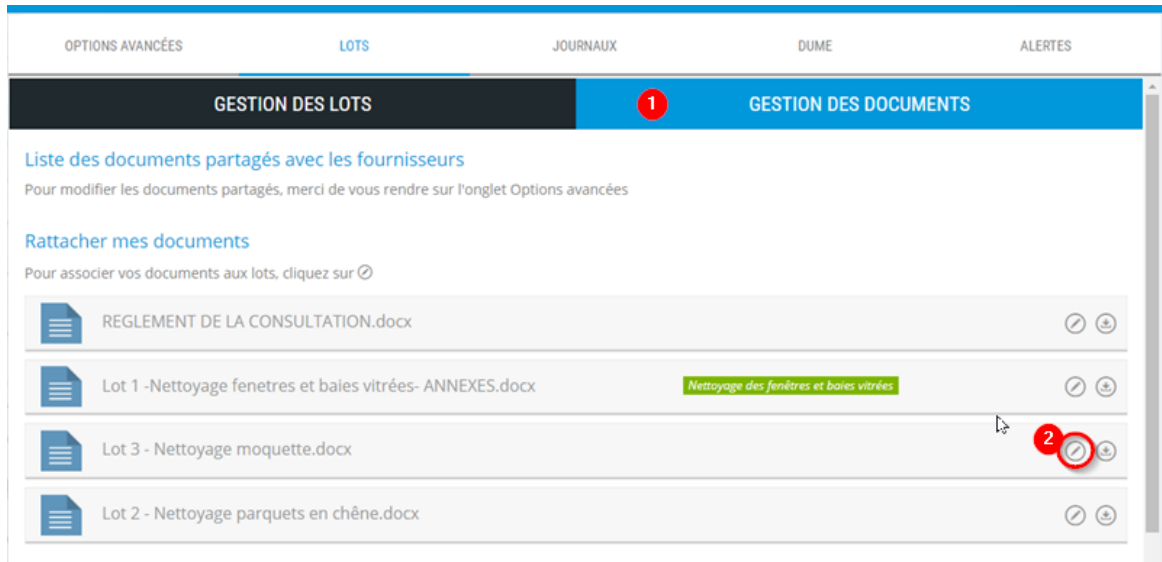 OPTIONS AVANCÉES LOTS JOURNAUX DUME ALERTES
GESTION DES LOTS 1 GESTION DES DOCUMENTS
Liste des documents partagés avec les fournisseurs
Pour modifier les documents partagés, merci de vous rendre sur l'onglet Options avancées
Rattacher mes documents
Pour associer vos documents aux lots, cliquez sur
REGLEMENT DE LA CONSULTATION.docx
Lot 1 -Nettoyage fenetres et baies vitrées- ANNEXES.docx Nettoyage des fenêtres et baies vitrées
Lot 3 - Nettoyage moquette.docx 2
Lot 2 - Nettoyage parquets en chêne.docx